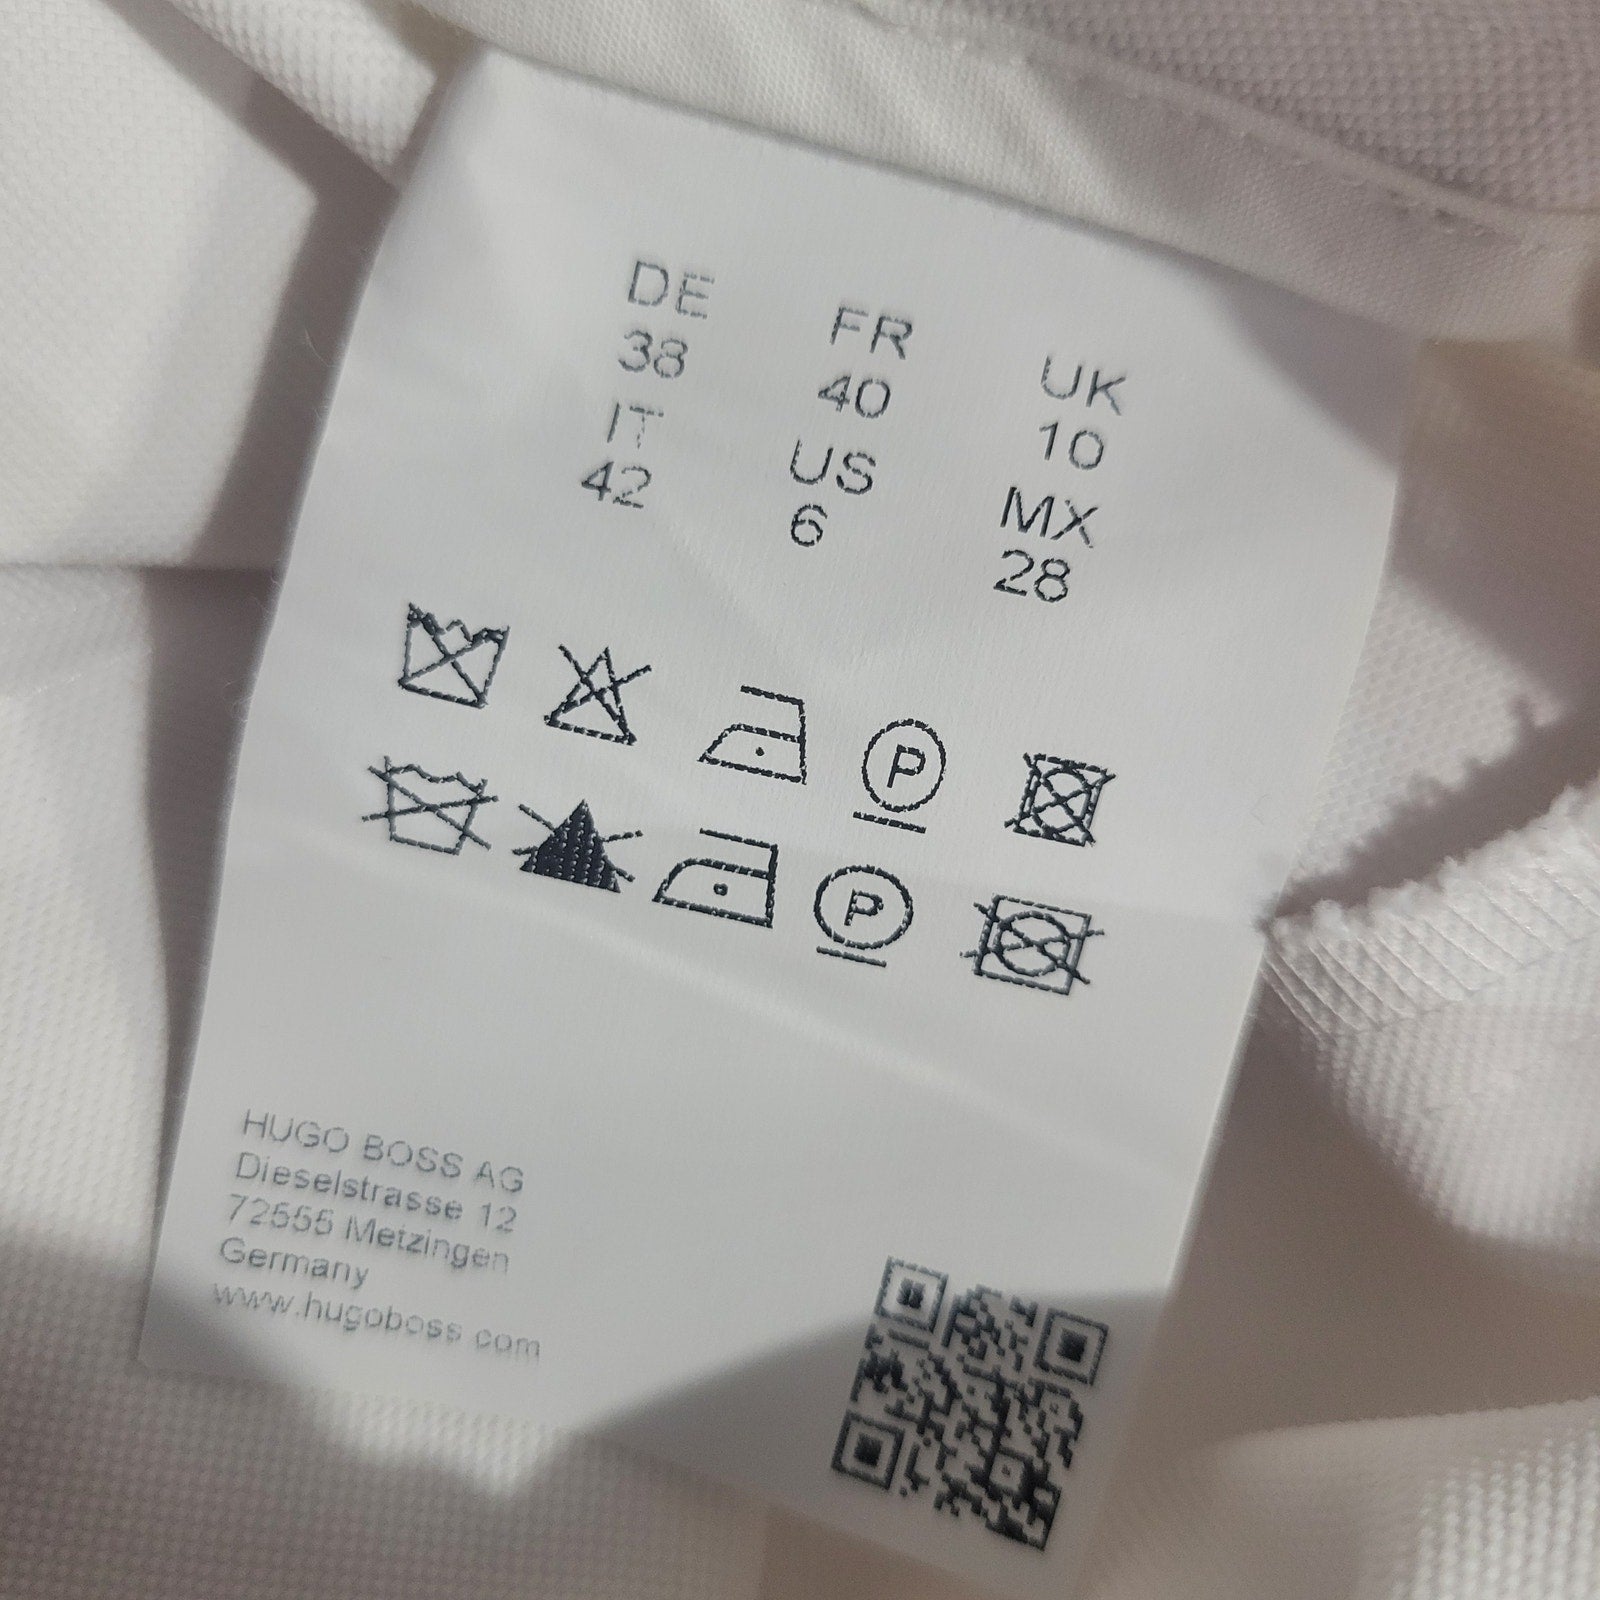 DE FR UK
38 40 10
IT US MX
42 6 28
P
P
HUGO BOSS AG
Dieselstrasse 12
72555 Metzingen
Germany
www.hugoboss.com